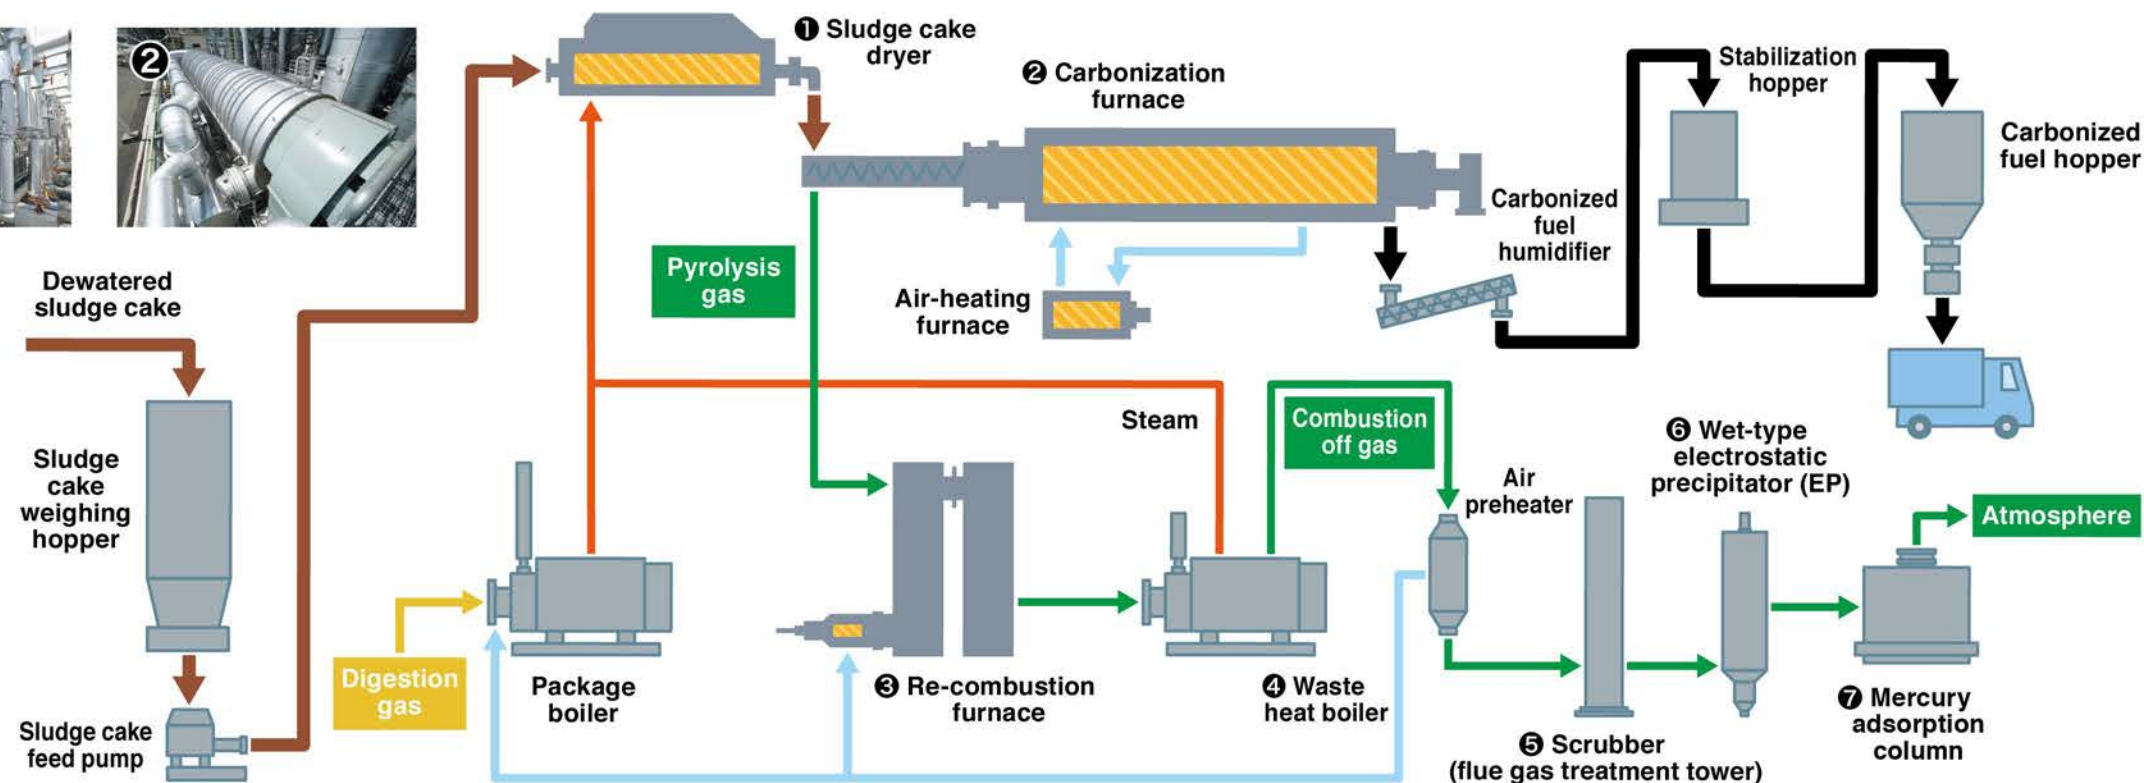 ❷
❶ Sludge cake
dryer
❷ Carbonization
furnace
Stabilization
hopper
Carbonized
fuel hopper
Carbonized
fuel
humidifier
Pyrolysis
gas
Air-heating
furnace
Dewatered
sludge cake
Sludge
cake
weighing
hopper
Sludge cake
feed pump
Steam
Combustion
off gas
Air
preheater
❻ Wet-type
electrostatic
precipitator (EP)
Atmosphere
Digestion
gas
Package
boiler
❸ Re-combustion
furnace
❹ Waste
heat boiler
❺ Scrubber
(flue gas treatment tower)
❼ Mercury
adsorption
column